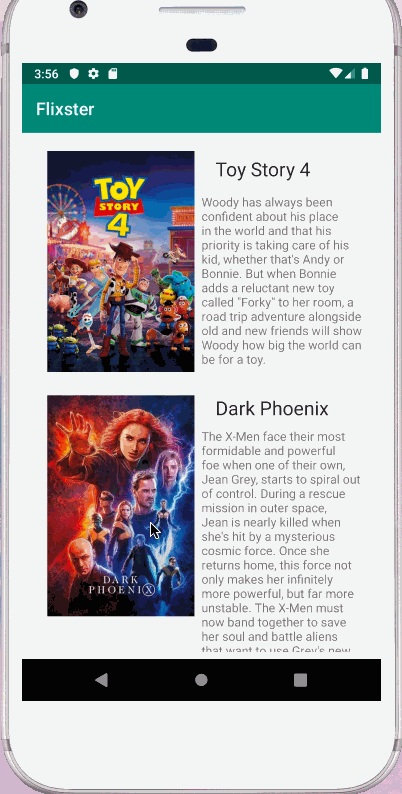 3:56
Flixster
TOY
STORY
4
Toy Story 4
Woody has always been
confident about his place
in the world and that his
priority is taking care of his
kid, whether that's Andy or
Bonnie. But when Bonnie
adds a reluctant new toy
called "Forky" to her room, a
road trip adventure alongside
old and new friends will show
Woody how big the world can
be for a toy.
DARK
PHOENIX
Dark Phoenix
The X-Men face their most
formidable and powerful
foe when one of their own,
Jean Grey, starts to spiral out
of control. During a rescue
mission in outer space,
Jean is nearly killed when
she's hit by a mysterious
cosmic force. Once she
returns home, this force not
only makes her infinitely
more powerful, but far more
unstable. The X-Men must
now band together to save
her soul and battle aliens
that want to use Grey's new